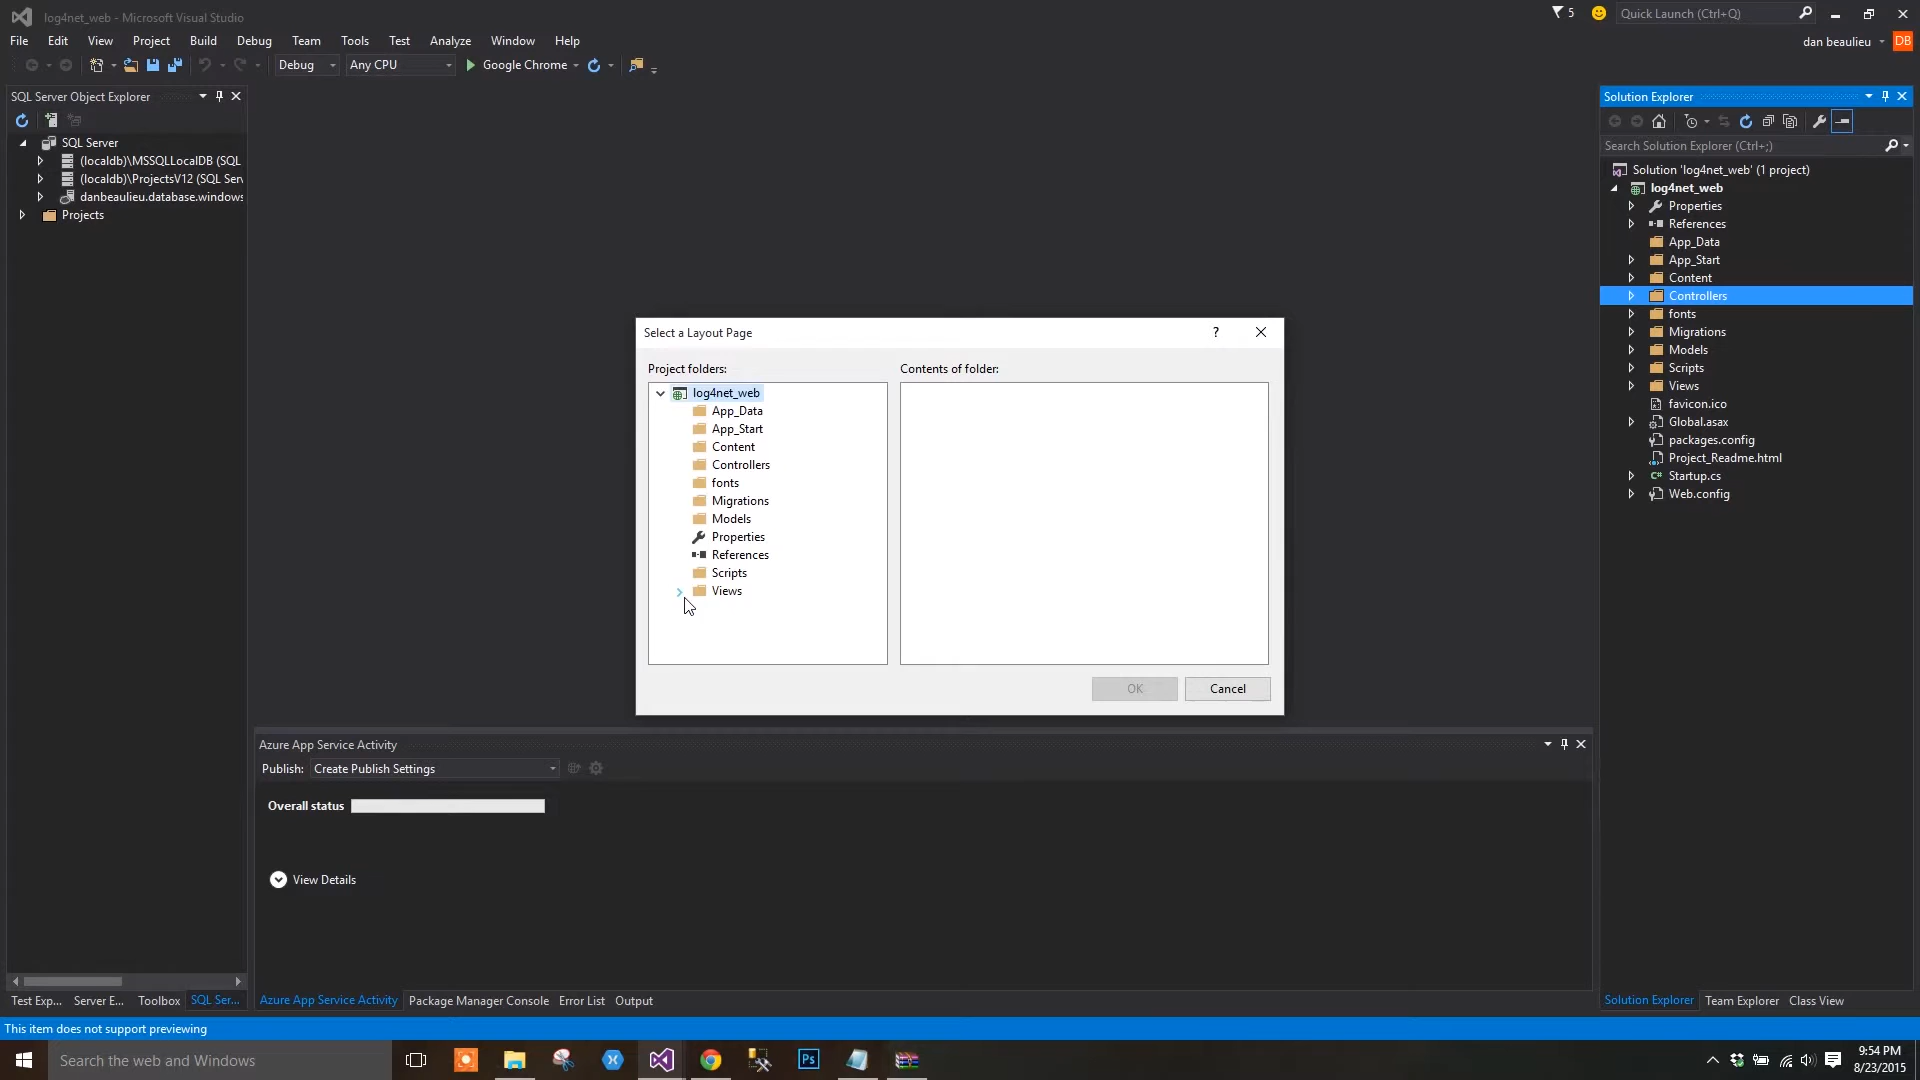 log4net_web - Microsoft Visual Studio
5
Quick Launch (Ctrl+Q)
File Edit View Project Build Debug Team Tools Test Analyze Window Help
dan beaulieu DB
Debug Any CPU Google Chrome
SQL Server Object Explorer
SQL Server
(localdb)\MSSQLLocalDB (SQL
(localdb)\ProjectsV12 (SQL Serv
danbeaulieu.database.windows
Projects
Select a Layout Page
?
Project folders:
Contents of folder:
log4net_web
App_Data
App_Start
Content
Controllers
fonts
Migrations
Models
Properties
References
Scripts
Views
OK
Cancel
Solution Explorer
Search Solution Explorer (Ctrl+;)
Solution 'log4net_web' (1 project)
log4net_web
Properties
References
App_Data
App_Start
Content
Controllers
fonts
Migrations
Models
Scripts
Views
favicon.ico
Global.asax
packages.config
Project_Readme.html
C# Startup.cs
Web.config
Azure App Service Activity
Publish: Create Publish Settings
Overall status
View Details
Test Exp... Server E... Toolbox SQL Ser...
Azure App Service Activity Package Manager Console Error List Output
Solution Explorer Team Explorer Class View
This item does not support previewing
Search the web and Windows
Ps
9:54 PM
8/23/2015